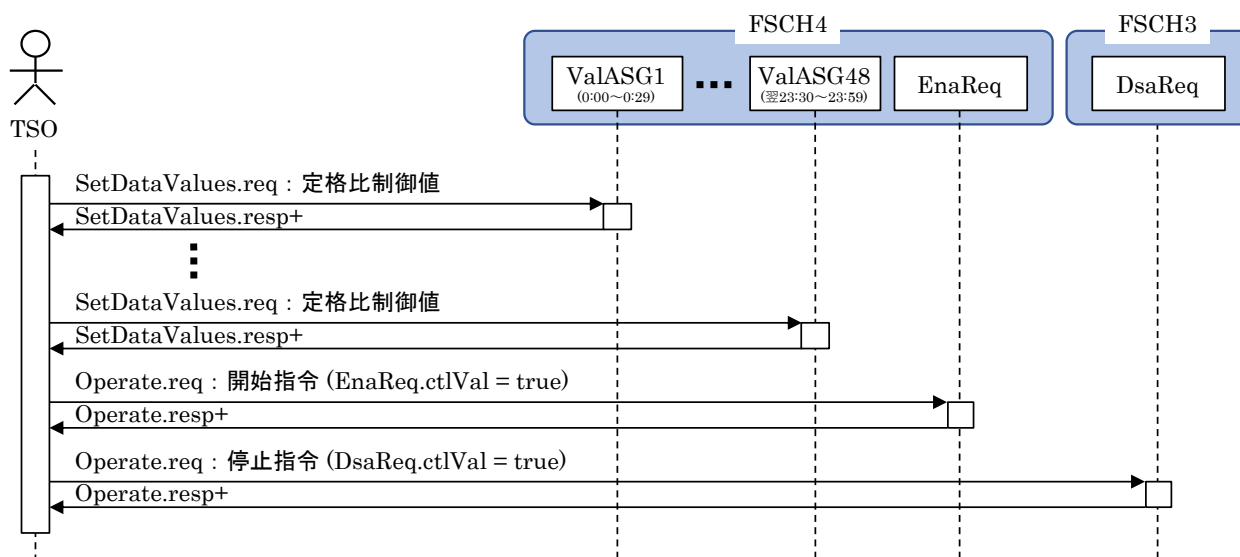 FSCH4
FSCH3
TSO
ValASG1
(0:00～0:29)
…
ValASG48
(翌23:30～23:59)
EnaReq
DsaReq
SetDataValues.req : 定格比制御値
SetDataValues.resp+
⋮
SetDataValues.req : 定格比制御値
SetDataValues.resp+
Operate.req : 開始指令 (EnaReq.ctlVal = true)
Operate.resp+
Operate.req : 停止指令 (DsaReq.ctlVal = true)
Operate.resp+